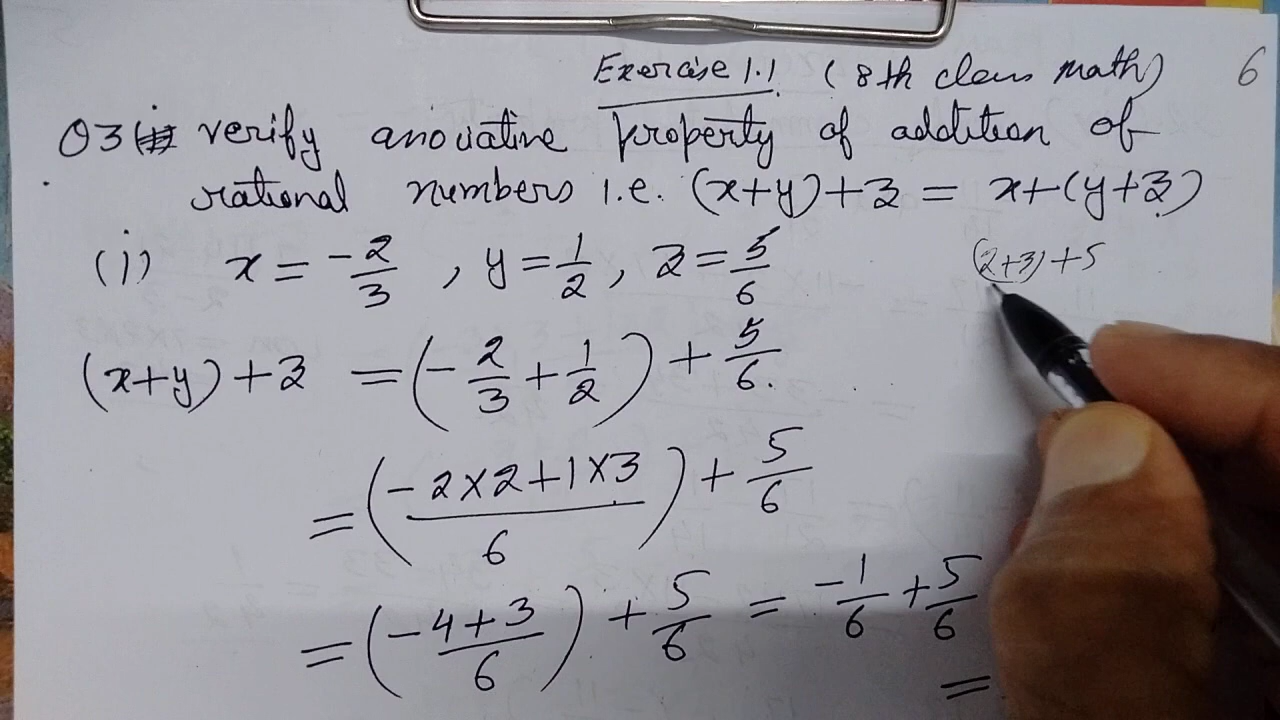 Exercise 1.1 (8th class math) 6
Q3 verify associative property of addition of
rational numbers i.e. (x+y)+z = x+(y+z)
(i) x = -2/3, y = 1/2, z = 5/6
(2+3)+5
(x+y)+z = (-2/3 + 1/2) + 5/6.
= (-2×2+1×3 / 6) + 5/6
= (-4+3 / 6) + 5/6 = -1/6 + 5/6
=